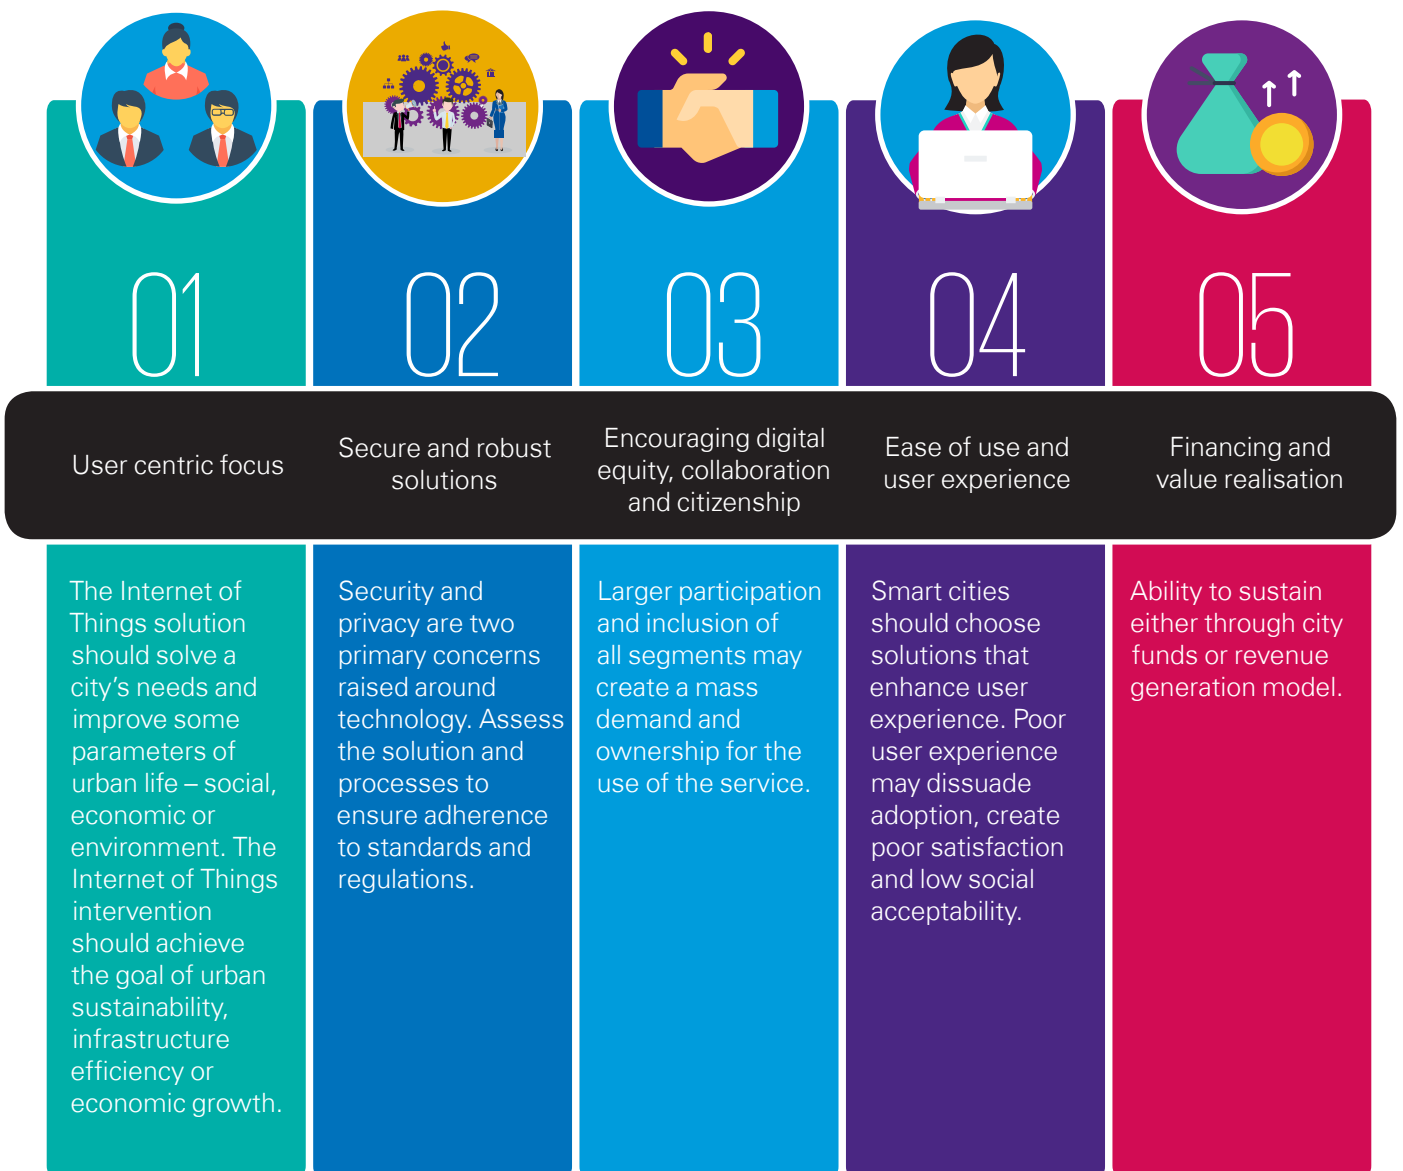 01
User centric focus
The Internet of
Things solution
should solve a
city's needs and
improve some
parameters of
urban life – social,
economic or
environment. The
Internet of Things
intervention
should achieve
the goal of urban
sustainability,
infrastructure
efficiency or
economic growth.
02
Secure and robust
solutions
Security and
privacy are two
primary concerns
raised around
technology. Assess
the solution and
processes to
ensure adherence
to standards and
regulations.
03
Encouraging digital
equity, collaboration
and citizenship
Larger participation
and inclusion of
all segments may
create a mass
demand and
ownership for the
use of the service.
04
Ease of use and
user experience
Smart cities
should choose
solutions that
enhance user
experience. Poor
user experience
may dissuade
adoption, create
poor satisfaction
and low social
acceptability.
05
Financing and
value realisation
Ability to sustain
either through city
funds or revenue
generation model.